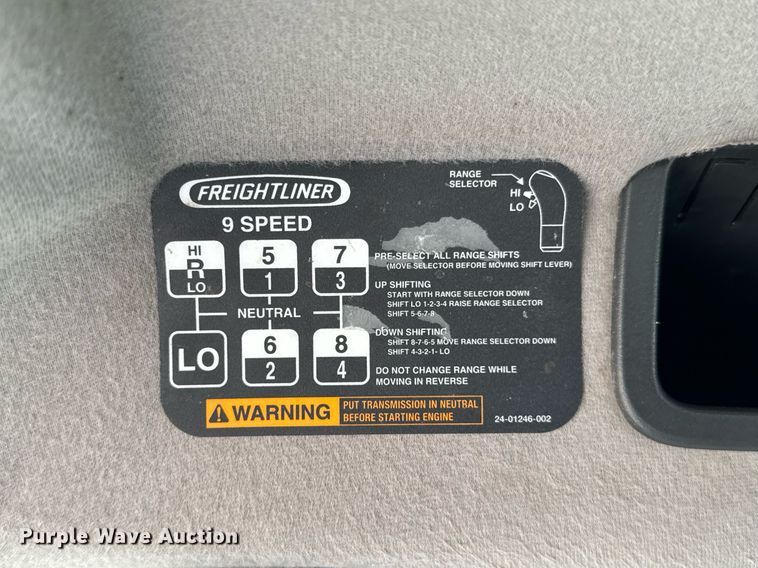 FREIGHTLINER
9 SPEED
RANGE
SELECTOR
HI
LO
HI
R
LO
5
1
7
3
NEUTRAL
LO
6
2
8
4
PRE-SELECT ALL RANGE SHIFTS
(MOVE SELECTOR BEFORE MOVING SHIFT LEVER)
UP SHIFTING
START WITH RANGE SELECTOR DOWN
SHIFT LO 1-2-3-4 RAISE RANGE SELECTOR
SHIFT 5-6-7-8
DOWN SHIFTING
SHIFT 8-7-6-5 MOVE RANGE SELECTOR DOWN
SHIFT 4-3-2-1- LO
DO NOT CHANGE RANGE WHILE
MOVING IN REVERSE
WARNING
PUT TRANSMISSION IN NEUTRAL
BEFORE STARTING ENGINE
24-01246-002
Purple Wave Auction